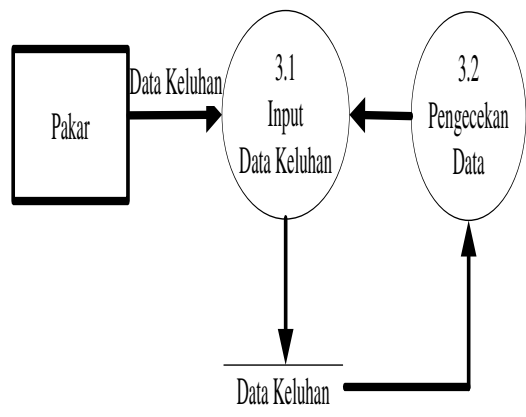 Pakar
Data Keluhan
3.1
Input
Data Keluhan
3.2
Pengecekan
Data
Data Keluhan